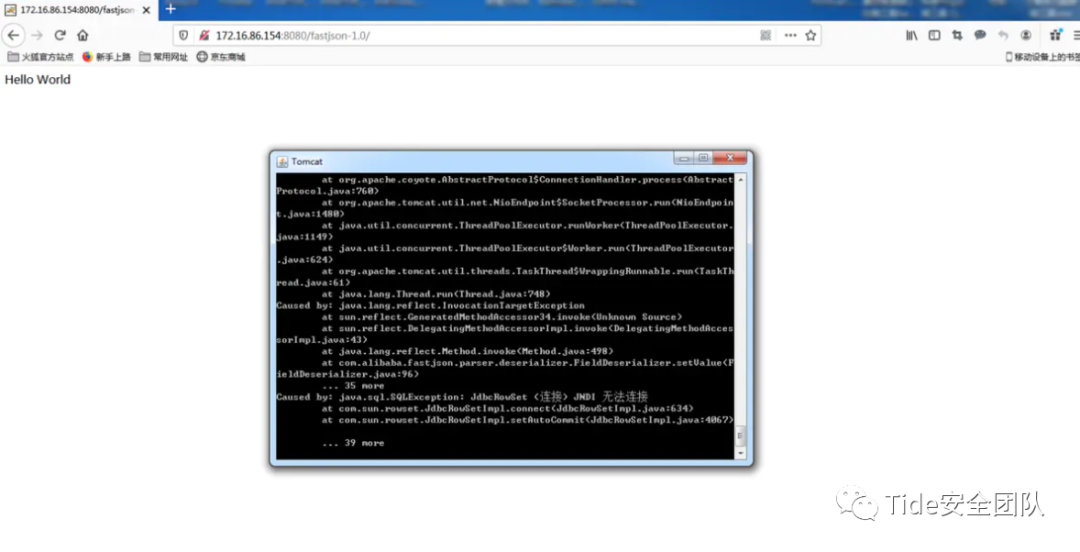 172.16.86.154:8080/fastjson-
172.16.86.154:8080/fastjson-1.0/
火狐官方站点 新手上路 常用网址 京东商城 移动设备上的书签
Hello World
Tomcat
at org.apache.coyote.AbstractProtocol$ConnectionHandler.process(Abstract
Protocol.java:760)
at org.apache.tomcat.util.net.NioEndpoint$SocketProcessor.run(NioEndpoin
t.java:1480)
at java.util.concurrent.ThreadPoolExecutor.runWorker(ThreadPoolExecutor.
java:1149)
at java.util.concurrent.ThreadPoolExecutor$Worker.run(ThreadPoolExecutor
.java:624)
at org.apache.tomcat.util.threads.TaskThread$WrappingRunnable.run(TaskTh
read.java:61)
at java.lang.Thread.run(Thread.java:748)
Caused by: java.lang.reflect.InvocationTargetException
at sun.reflect.GeneratedMethodAccessor34.invoke(Unknown Source)
at sun.reflect.DelegatingMethodAccessorImpl.invoke(DelegatingMethodAcces
sorImpl.java:43)
at java.lang.reflect.Method.invoke(Method.java:498)
at com.alibaba.fastjson.parser.deserializer.FieldDeserializer.setValue(F
ieldDeserializer.java:96)
... 35 more
Caused by: java.sql.SQLException: JdbcRowSet (连接) JNDI 无法连接
at com.sun.rowset.JdbcRowSetImpl.connect(JdbcRowSetImpl.java:634)
at com.sun.rowset.JdbcRowSetImpl.setAutoCommit(JdbcRowSetImpl.java:4067)
... 39 more
Tide安全团队